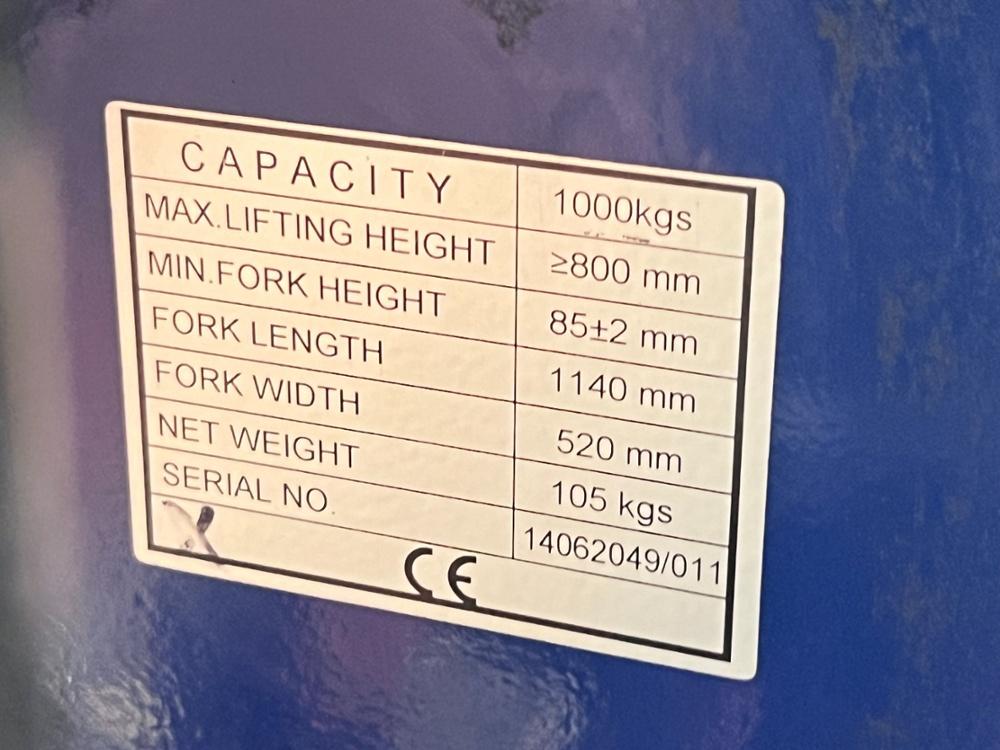 CAPACITY 1000kgs
MAX.LIFTING HEIGHT ≥800 mm
MIN.FORK HEIGHT 85±2 mm
FORK LENGTH 1140 mm
FORK WIDTH 520 mm
NET WEIGHT 105 kgs
SERIAL NO. 14062049/011
CE